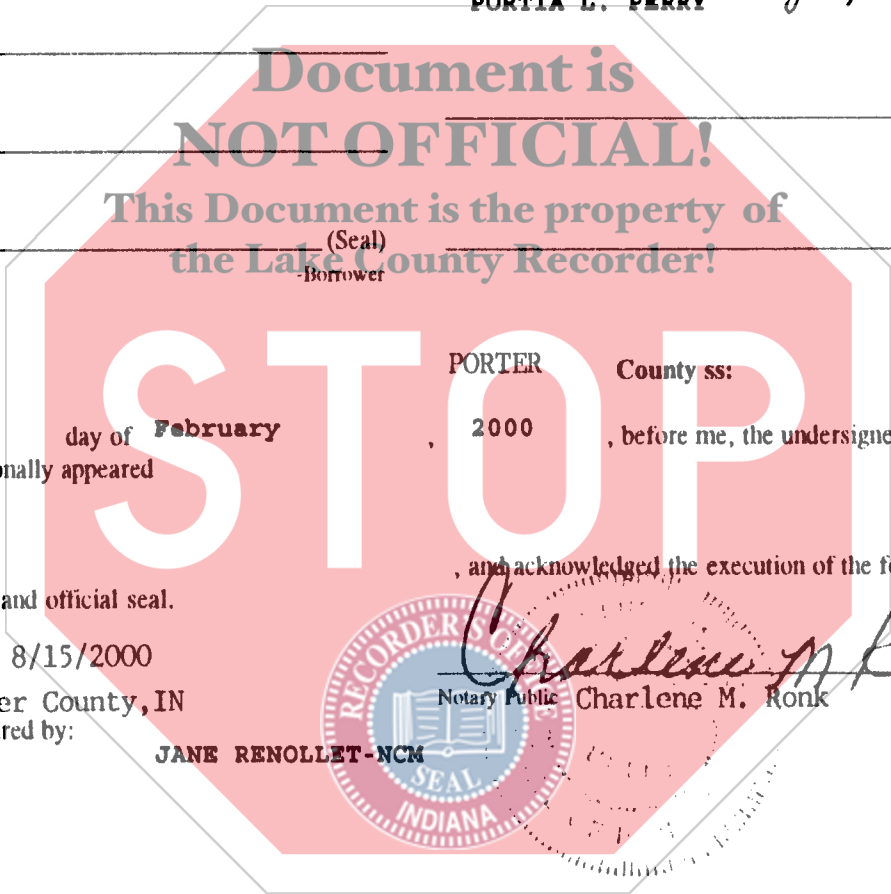 PORTIA L. PERRY
Document is
NOT OFFICIAL!
This Document is the property of
the Lake County Recorder!
(Seal)
-Borrower
STOP
PORTER County ss:
day of February , 2000 , before me, the undersigne
onally appeared
, and acknowledged the execution of the f
and official seal.
8/15/2000
Charlene M R
er County, IN
Notary Public Charlene M. Ronk
red by:
JANE RENOLLET-NCM
RECORDER'S OFFICE
SEAL
INDIANA